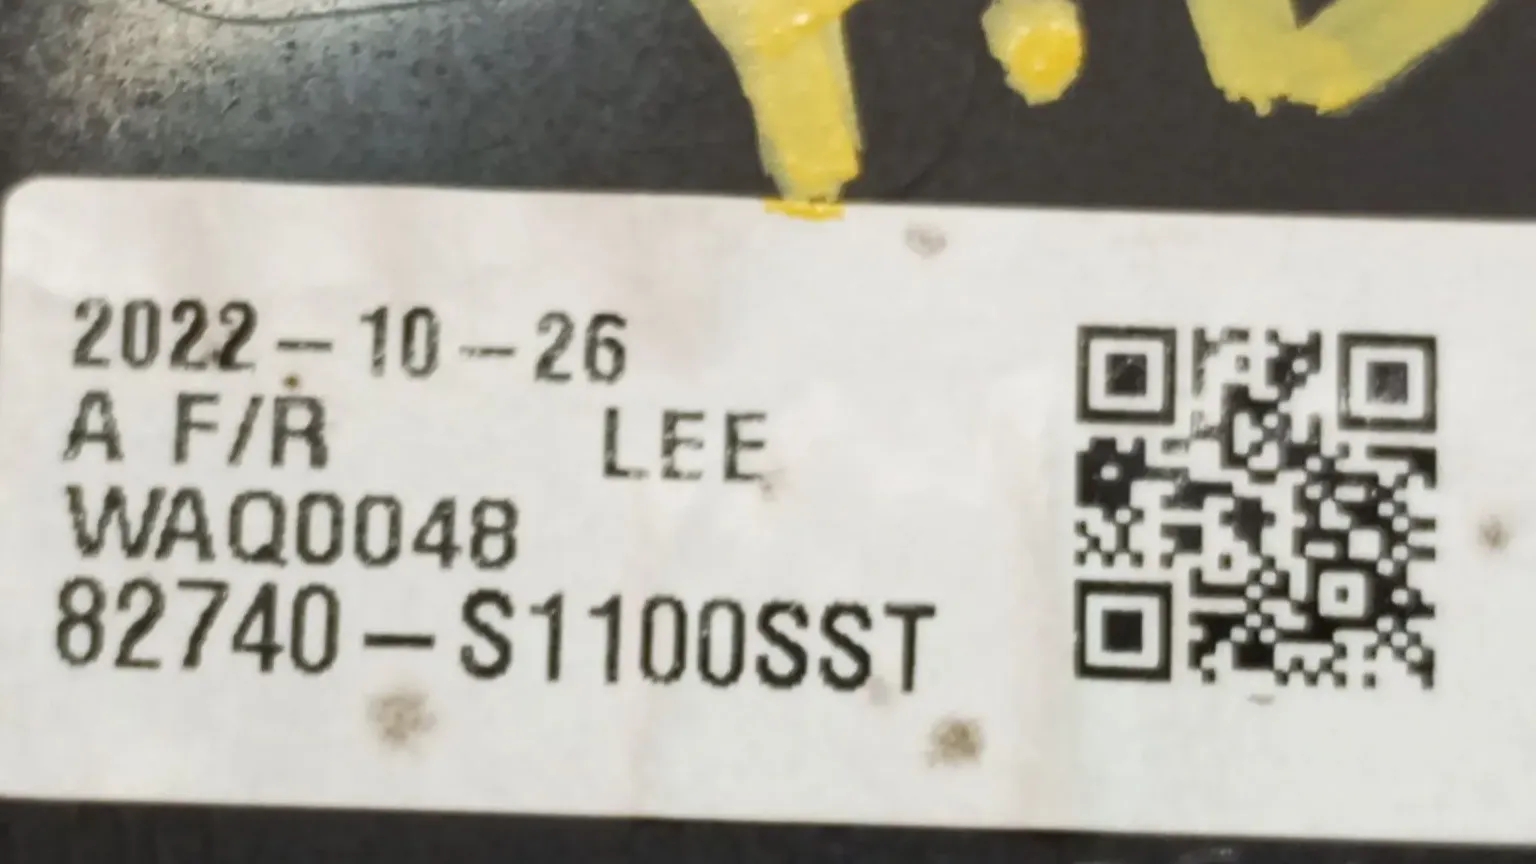 2022-10-26
A F/R LEE
WAQ0048
82740-S1100SST